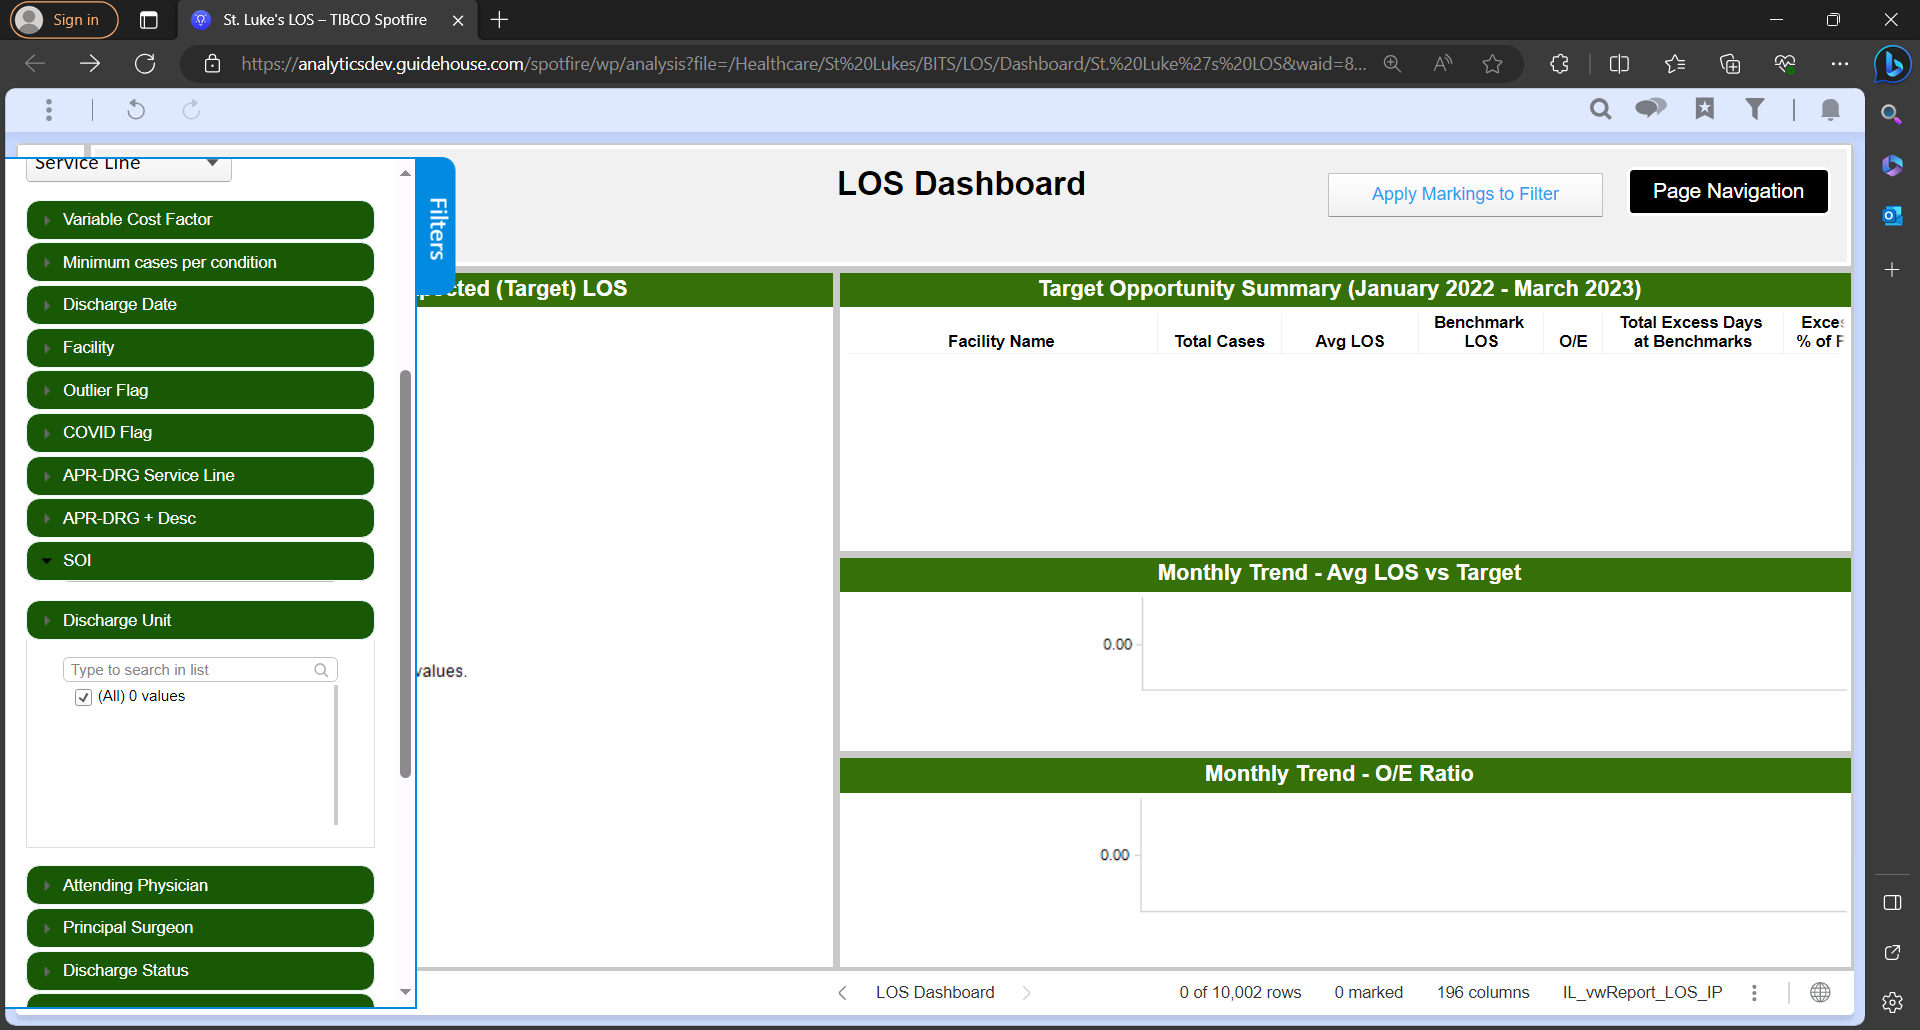 Sign in
St. Luke's LOS – TIBCO Spotfire
https://analyticsdev.guidehouse.com/spotfire/wp/analysis?file=/Healthcare/St%20Lukes/BITS/LOS/Dashboard/St.%20Luke%27s%20LOS&waid=8...
Service Line
Variable Cost Factor
Minimum cases per condition
Discharge Date
Facility
Outlier Flag
COVID Flag
APR-DRG Service Line
APR-DRG + Desc
SOI
Discharge Unit
Type to search in list
(All) 0 values
Attending Physician
Principal Surgeon
Discharge Status
Filters
LOS Dashboard
Apply Markings to Filter
Page Navigation
cted (Target) LOS
values.
Target Opportunity Summary (January 2022 - March 2023)
Facility Name
Total Cases
Avg LOS
Benchmark
LOS
O/E
Total Excess Days
at Benchmarks
Exces
% of F
Monthly Trend - Avg LOS vs Target
0.00
Monthly Trend - O/E Ratio
0.00
LOS Dashboard
0 of 10,002 rows
0 marked
196 columns
IL_vwReport_LOS_IP